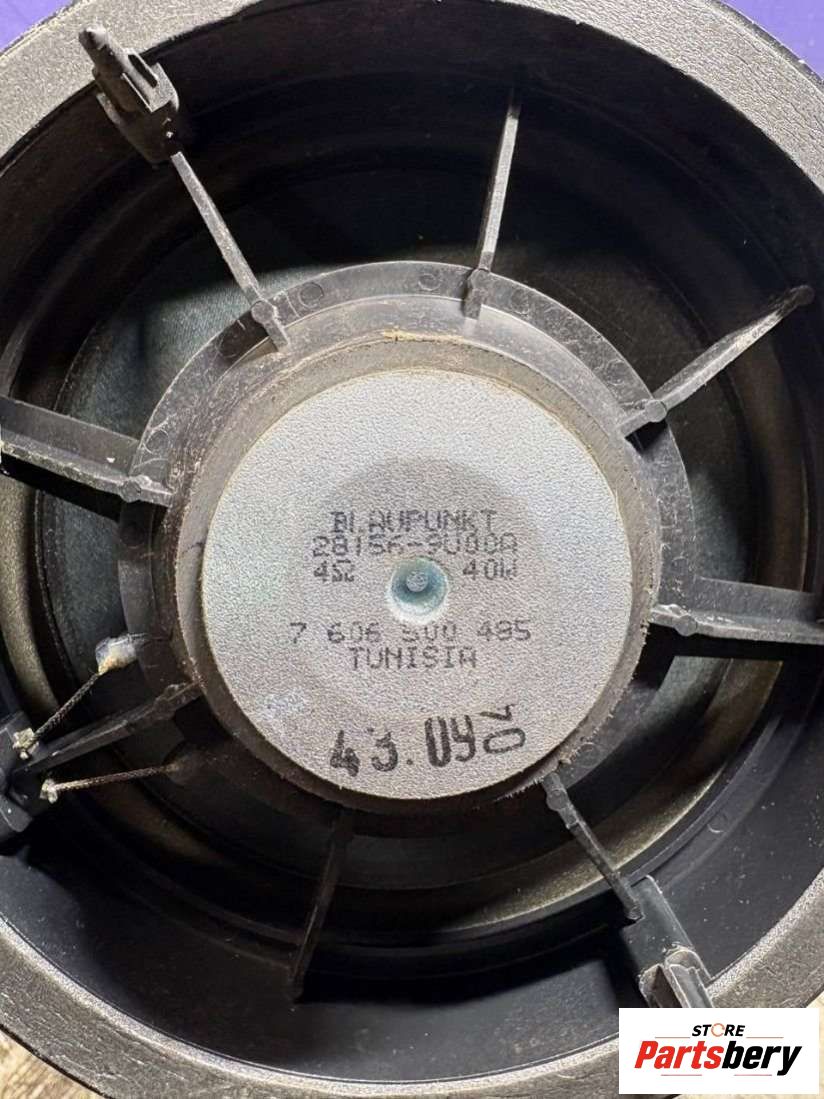 BLAUPUNKT
28156-9U00A
4Ω 40W
7 606 500 485
TUNISIA
43.09
STORE
Partsbery